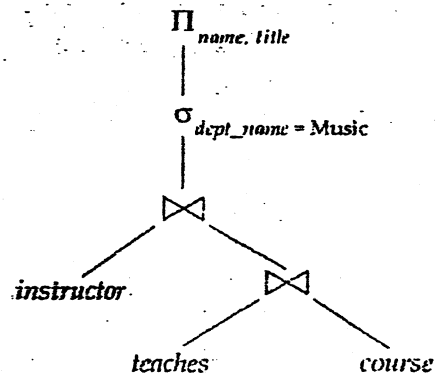 Π name, title
σ dept_name = Music
⋈
instructor
⋈
teaches course